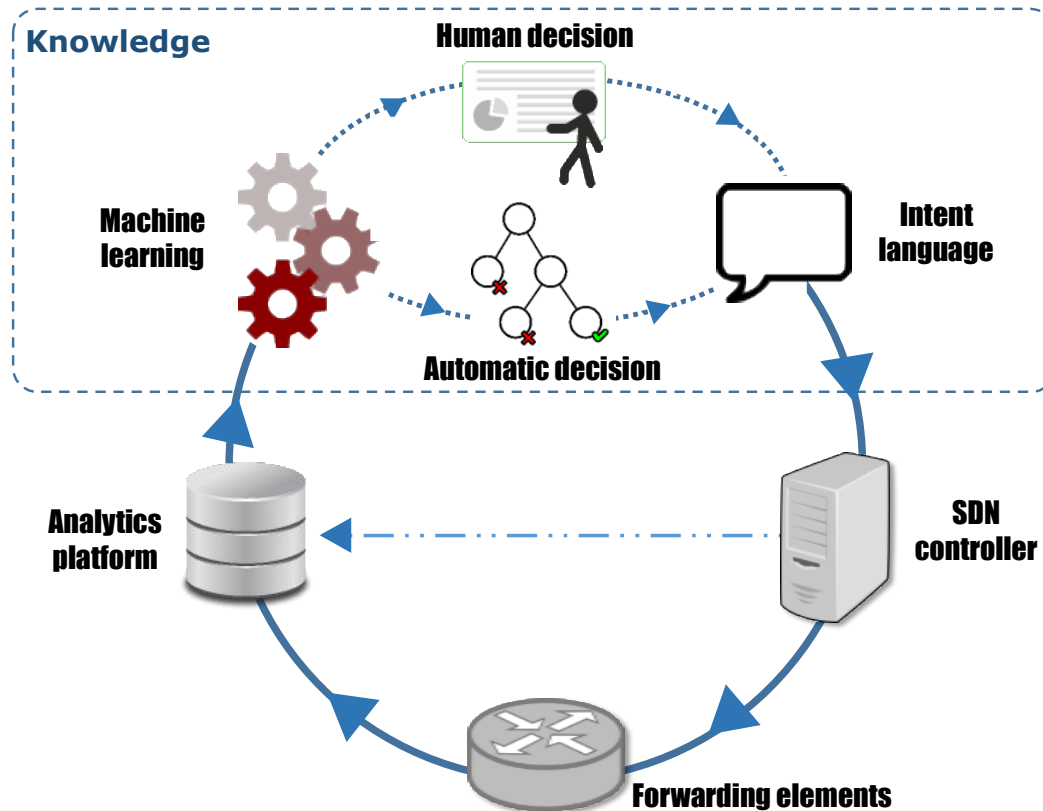 Knowledge
Human decision
Machine
learning
Intent
language
Automatic decision
Analytics
platform
SDN
controller
Forwarding elements